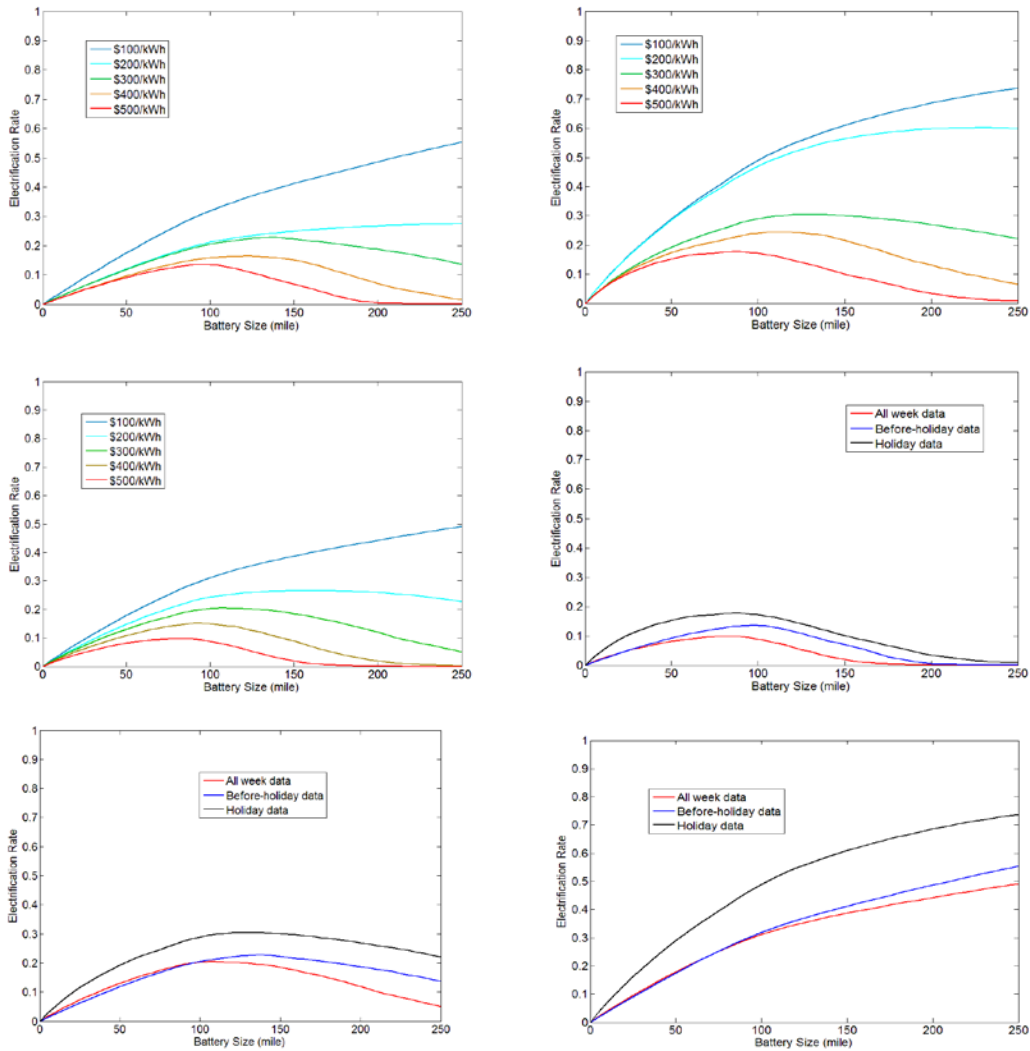 1
0.9
0.8
0.7
0.6
0.5
0.4
0.3
0.2
0.1
0
Electrification Rate
$100/kWh
$200/kWh
$300/kWh
$400/kWh
$500/kWh
0 50 100 150 200 250
Battery Size (mile)
1
0.9
0.8
0.7
0.6
0.5
0.4
0.3
0.2
0.1
0
Electrification Rate
$100/kWh
$200/kWh
$300/kWh
$400/kWh
$500/kWh
0 50 100 150 200 250
Battery Size (mile)
1
0.9
0.8
0.7
0.6
0.5
0.4
0.3
0.2
0.1
0
Electrification Rate
$100/kWh
$200/kWh
$300/kWh
$400/kWh
$500/kWh
0 50 100 150 200 250
Battery Size (mile)
1
0.9
0.8
0.7
0.6
0.5
0.4
0.3
0.2
0.1
0
Electrification Rate
All week data
Before-holiday data
Holiday data
0 50 100 150 200 250
Battery Size (mile)
1
0.9
0.8
0.7
0.6
0.5
0.4
0.3
0.2
0.1
0
Electrification Rate
All week data
Before-holiday data
Holiday data
0 50 100 150 200 250
Battery Size (mile)
1
0.9
0.8
0.7
0.6
0.5
0.4
0.3
0.2
0.1
0
Electrification Rate
All week data
Before-holiday data
Holiday data
0 50 100 150 200 250
Battery Size (mile)